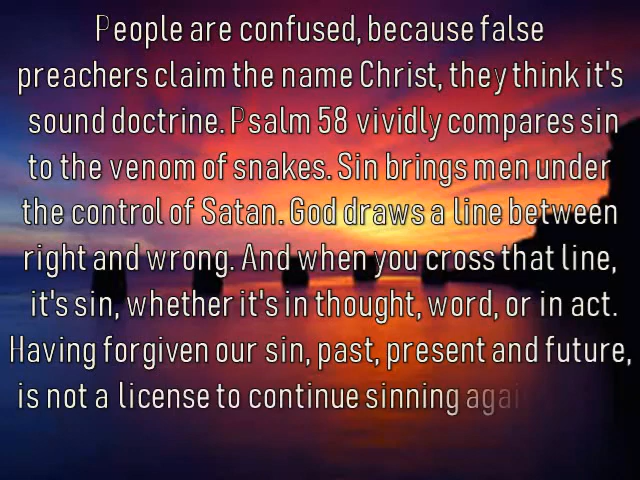 People are confused, because false
preachers claim the name Christ, they think it's
sound doctrine. Psalm 58 vividly compares sin
to the venom of snakes. Sin brings men under
the control of Satan. God draws a line between
right and wrong. And when you cross that line,
it's sin, whether it's in thought, word, or in act.
Having forgiven our sin, past, present and future,
is not a license to continue sinning